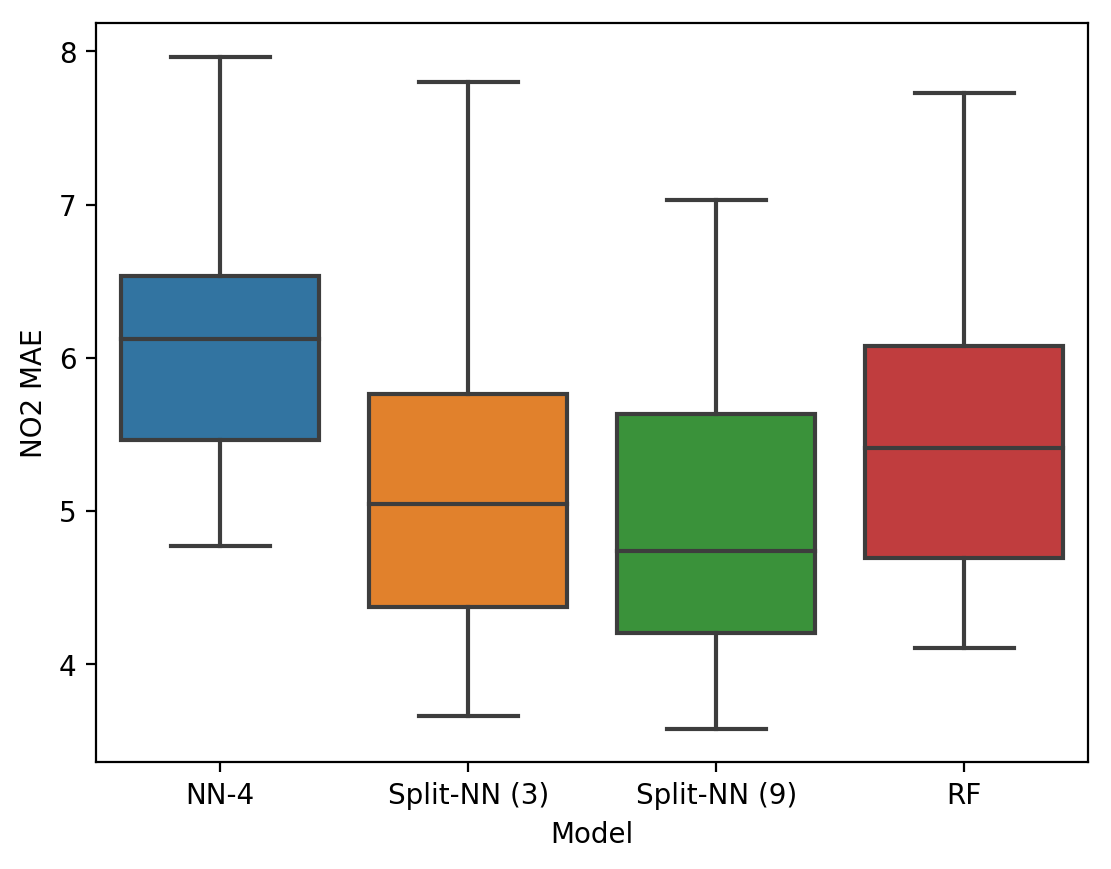 8
7
6
5
4
NO2 MAE
NN-4
Split-NN (3)
Split-NN (9)
RF
Model